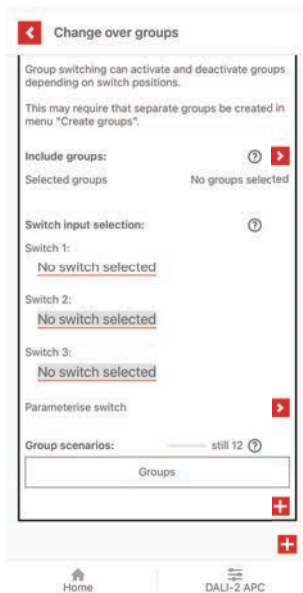 Change over groups
Group switching can activate and deactivate groups
depending on switch positions.
This may require that separate groups be created in
menu "Create groups".
Include groups:
Selected groups No groups selected
Switch input selection:
Switch 1:
No switch selected
Switch 2:
No switch selected
Switch 3:
No switch selected
Parameterise switch
Group scenarios: still 12
Groups
Home DALI-2 APC